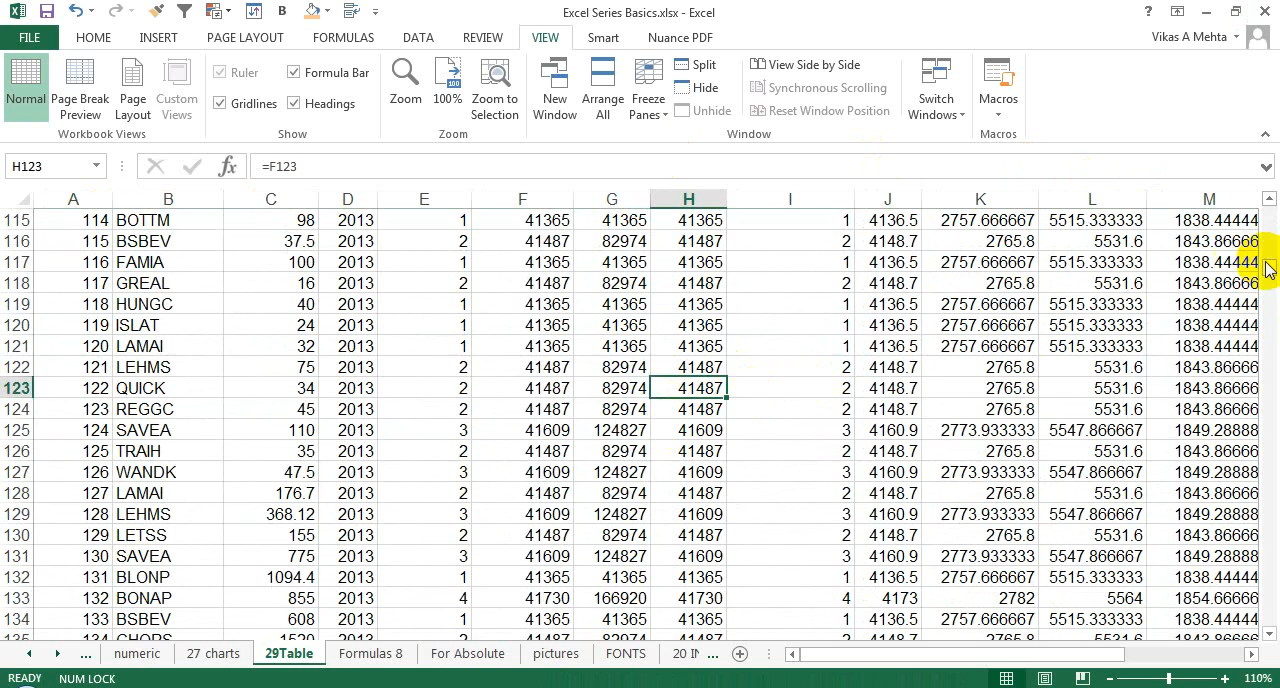 Excel Series Basics.xlsx - Excel
FILE HOME INSERT PAGE LAYOUT FORMULAS DATA REVIEW VIEW Smart Nuance PDF Vikas A Mehta
Normal Page Break Preview Page Layout Custom Views Ruler Formula Bar Gridlines Headings Zoom 100% Zoom to Selection New Window Arrange All Freeze Panes Split Hide Unhide View Side by Side Synchronous Scrolling Reset Window Position Switch Windows Macros
Workbook Views Show Zoom Window Macros
H123 fx =F123
A B C D E F G H I J K L M
115 114 BOTTM 98 2013 1 41365 41365 41365 1 4136.5 2757.666667 5515.333333 1838.44444
116 115 BSBEV 37.5 2013 2 41487 82974 41487 2 4148.7 2765.8 5531.6 1843.86666
117 116 FAMIA 100 2013 1 41365 41365 41365 1 4136.5 2757.666667 5515.333333 1838.44444
118 117 GREAL 16 2013 2 41487 82974 41487 2 4148.7 2765.8 5531.6 1843.86666
119 118 HUNGC 40 2013 1 41365 41365 41365 1 4136.5 2757.666667 5515.333333 1838.44444
120 119 ISLAT 24 2013 1 41365 41365 41365 1 4136.5 2757.666667 5515.333333 1838.44444
121 120 LAMAI 32 2013 1 41365 41365 41365 1 4136.5 2757.666667 5515.333333 1838.44444
122 121 LEHMS 75 2013 2 41487 82974 41487 2 4148.7 2765.8 5531.6 1843.86666
123 122 QUICK 34 2013 2 41487 82974 41487 2 4148.7 2765.8 5531.6 1843.86666
124 123 REGGC 45 2013 2 41487 82974 41487 2 4148.7 2765.8 5531.6 1843.86666
125 124 SAVEA 110 2013 3 41609 124827 41609 3 4160.9 2773.933333 5547.866667 1849.28888
126 125 TRAIH 35 2013 2 41487 82974 41487 2 4148.7 2765.8 5531.6 1843.86666
127 126 WANDK 47.5 2013 3 41609 124827 41609 3 4160.9 2773.933333 5547.866667 1849.28888
128 127 LAMAI 176.7 2013 2 41487 82974 41487 2 4148.7 2765.8 5531.6 1843.86666
129 128 LEHMS 368.12 2013 3 41609 124827 41609 3 4160.9 2773.933333 5547.866667 1849.28888
130 129 LETSS 155 2013 2 41487 82974 41487 2 4148.7 2765.8 5531.6 1843.86666
131 130 SAVEA 775 2013 3 41609 124827 41609 3 4160.9 2773.933333 5547.866667 1849.28888
132 131 BLONP 1094.4 2013 1 41365 41365 41365 1 4136.5 2757.666667 5515.333333 1838.44444
133 132 BONAP 855 2013 4 41730 166920 41730 4 4173 2782 5564 1854.66666
134 133 BSBEV 608 2013 1 41365 41365 41365 1 4136.5 2757.666667 5515.333333 1838.44444
135 134 CHOPS 1520 2013 2 41487 82974 41487 2 4148.7 2765.8 5531.6 1843.86666
... numeric 27 charts 29Table Formulas 8 For Absolute pictures FONTS 20 IN ...
READY NUM LOCK 110%